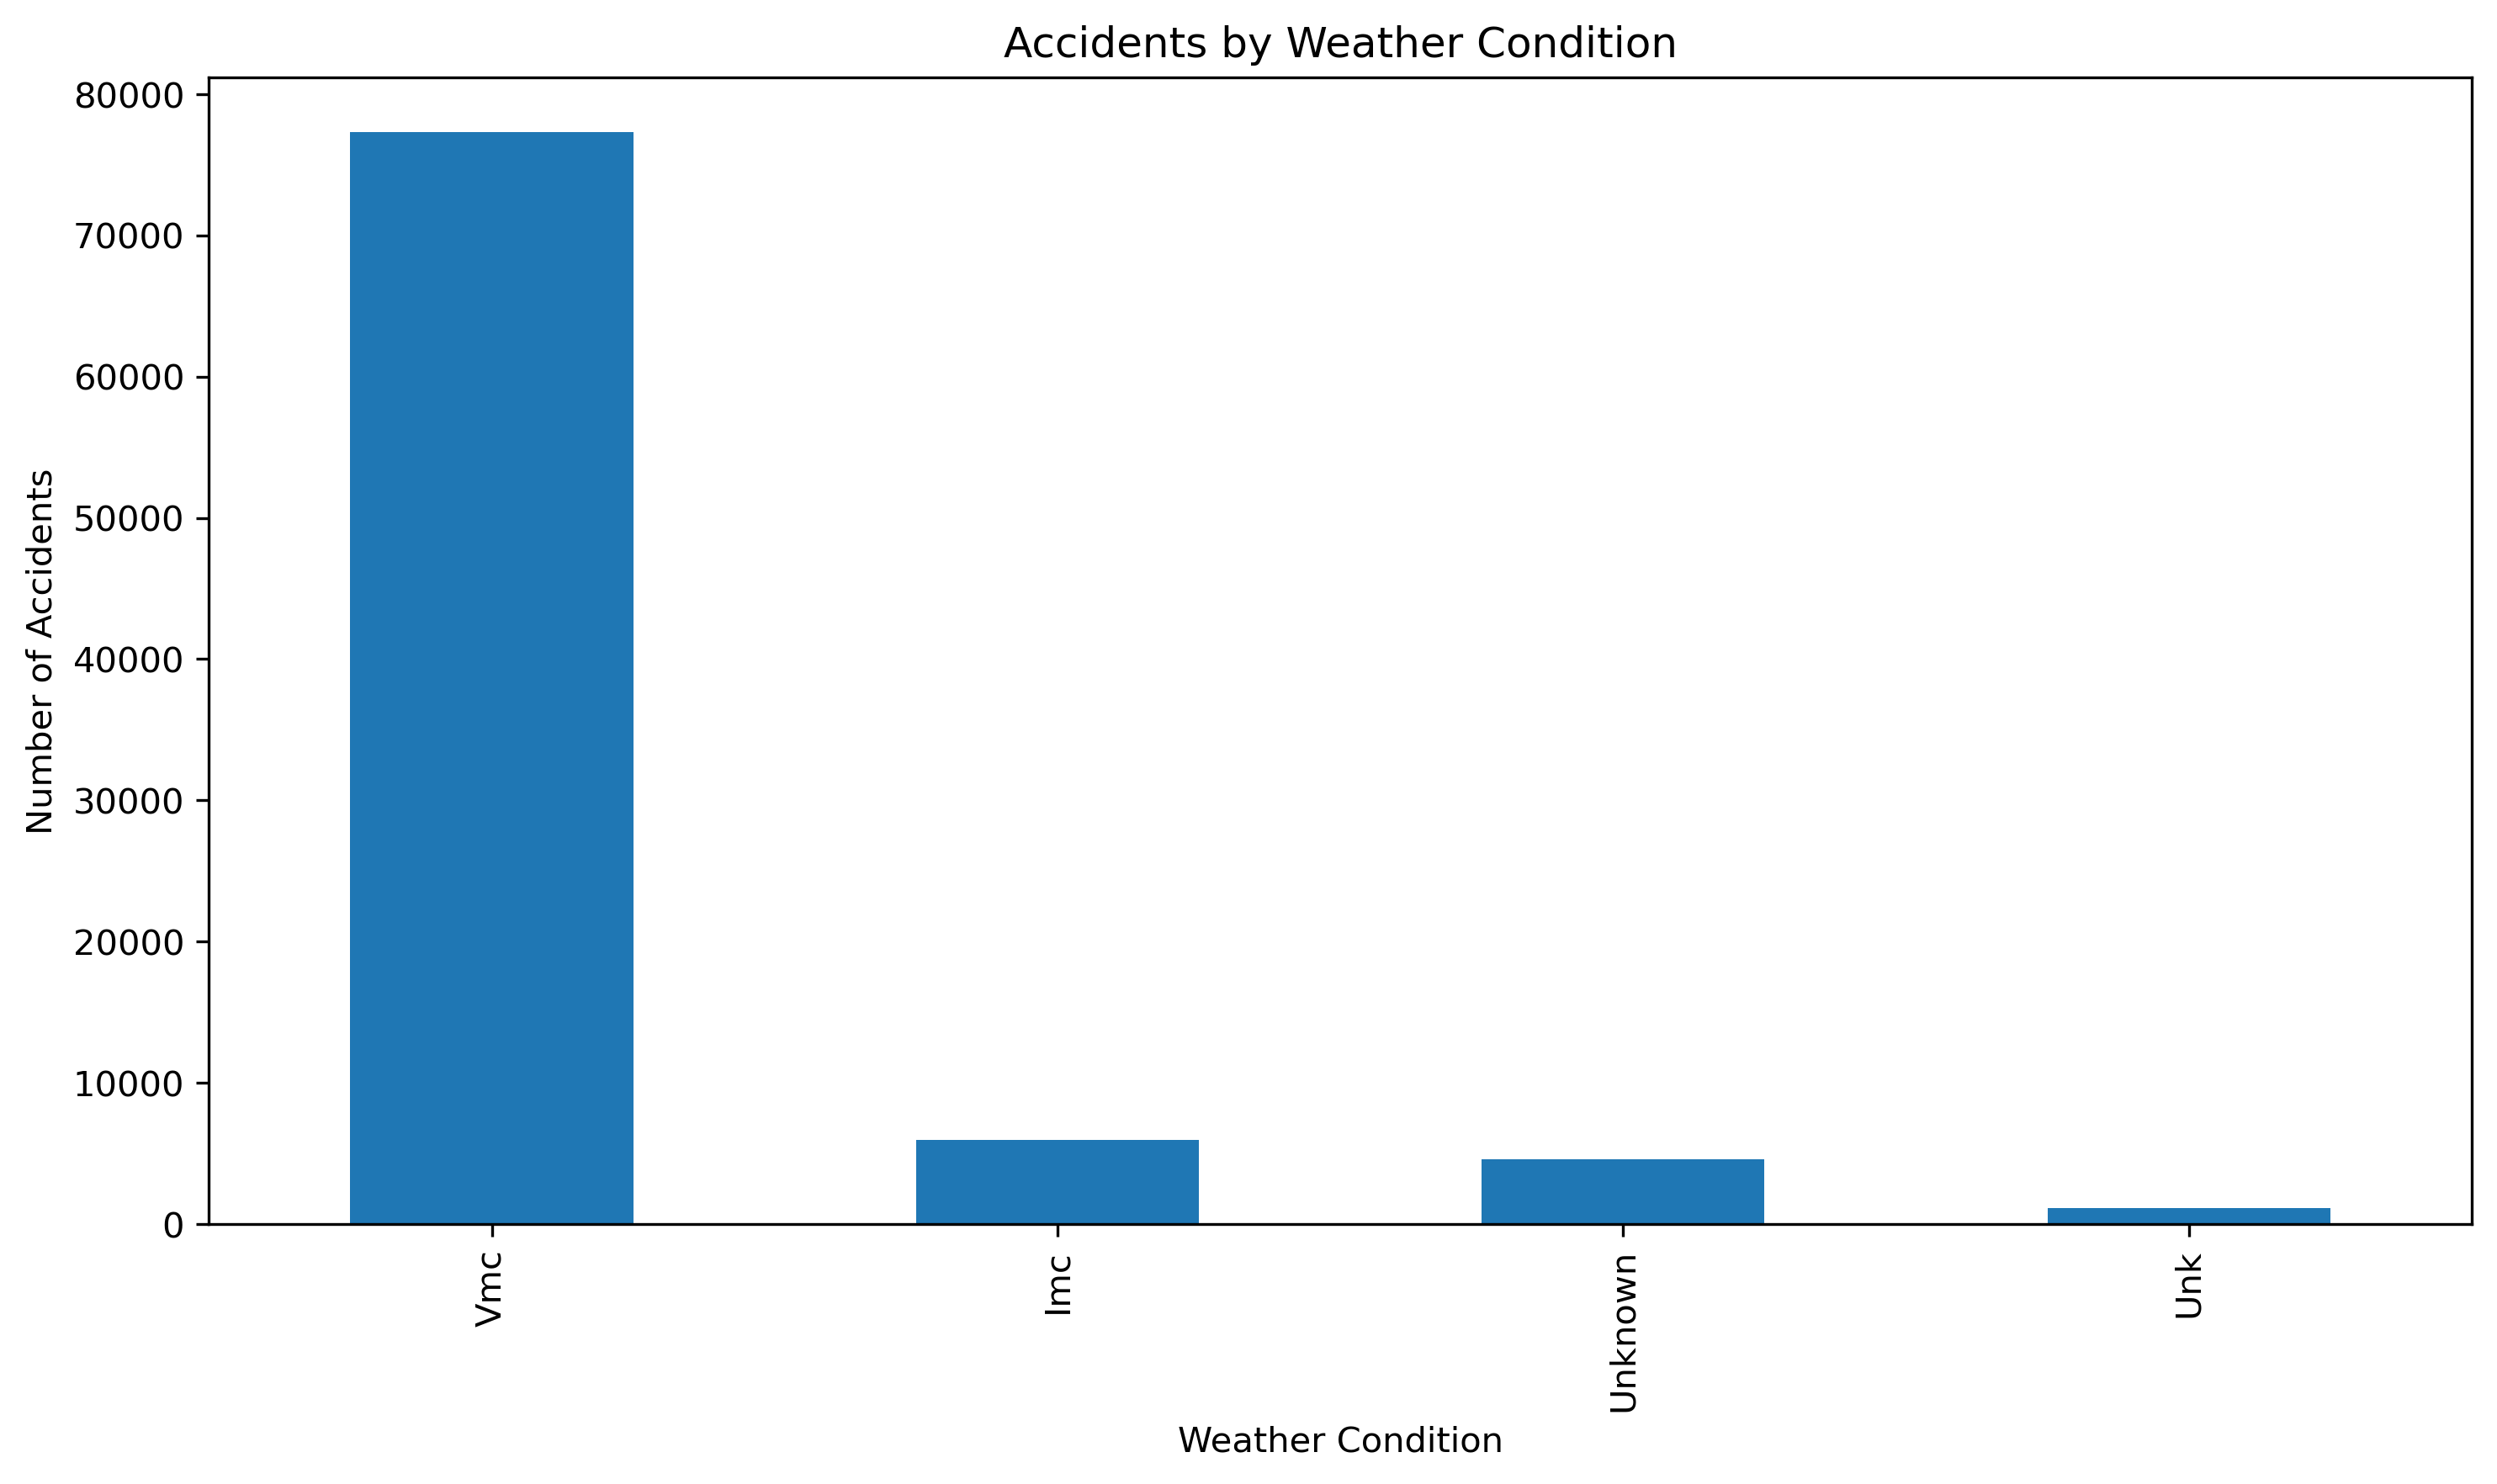 Accidents by Weather Condition
80000
70000
60000
50000
40000
30000
20000
10000
0
Number of Accidents
Vmc
Imc
Unknown
Unk
Weather Condition